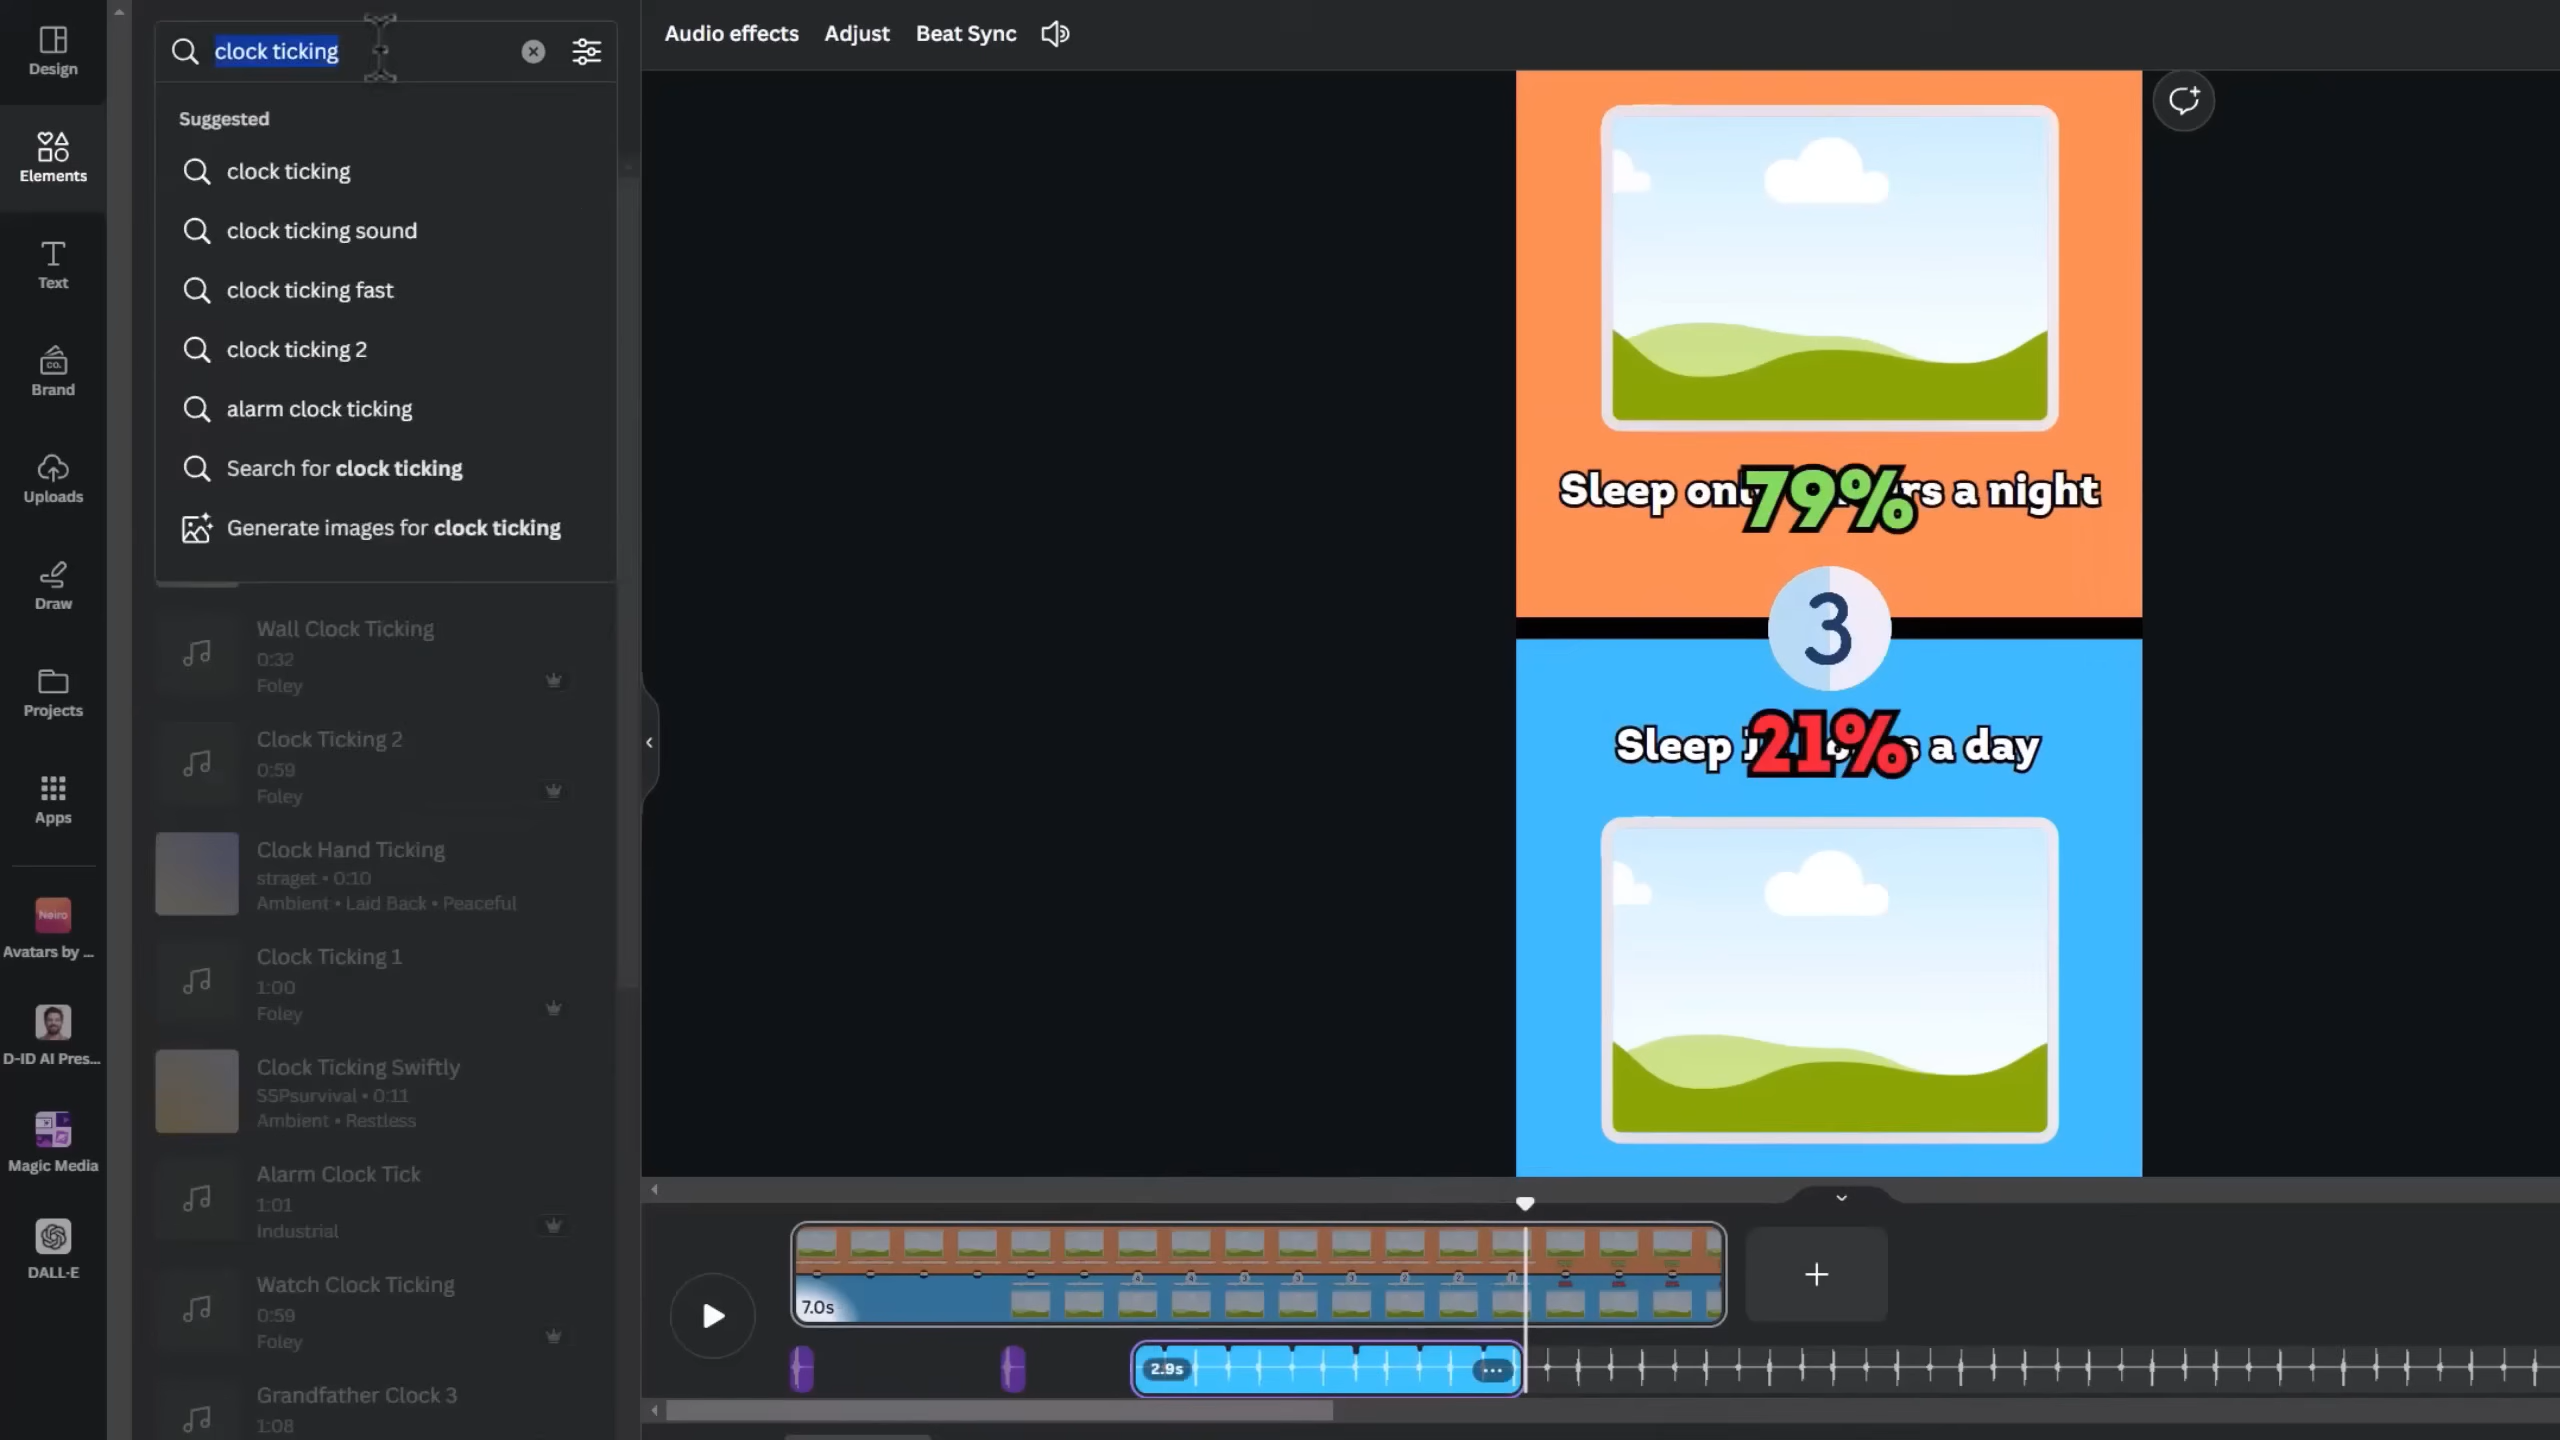 Design
Elements
Text
Brand
co.
Uploads
Draw
Projects
Apps
Neiro
Avatars by ...
D-ID AI Pres...
Magic Media
DALL·E
clock ticking
Suggested
clock ticking
clock ticking sound
clock ticking fast
clock ticking 2
alarm clock ticking
Search for clock ticking
Generate images for clock ticking
Wall Clock Ticking
0:32
Foley
Clock Ticking 2
0:59
Foley
Clock Hand Ticking
straget • 0:10
Ambient • Laid Back • Peaceful
Clock Ticking 1
1:00
Foley
Clock Ticking Swiftly
55Psurvival • 0:11
Ambient • Restless
Alarm Clock Tick
1:01
Industrial
Watch Clock Ticking
0:59
Foley
Grandfather Clock 3
1:08
Audio effects Adjust Beat Sync
Sleep a night
79%
3
Sleep a day
21%
7.0s
2.9s